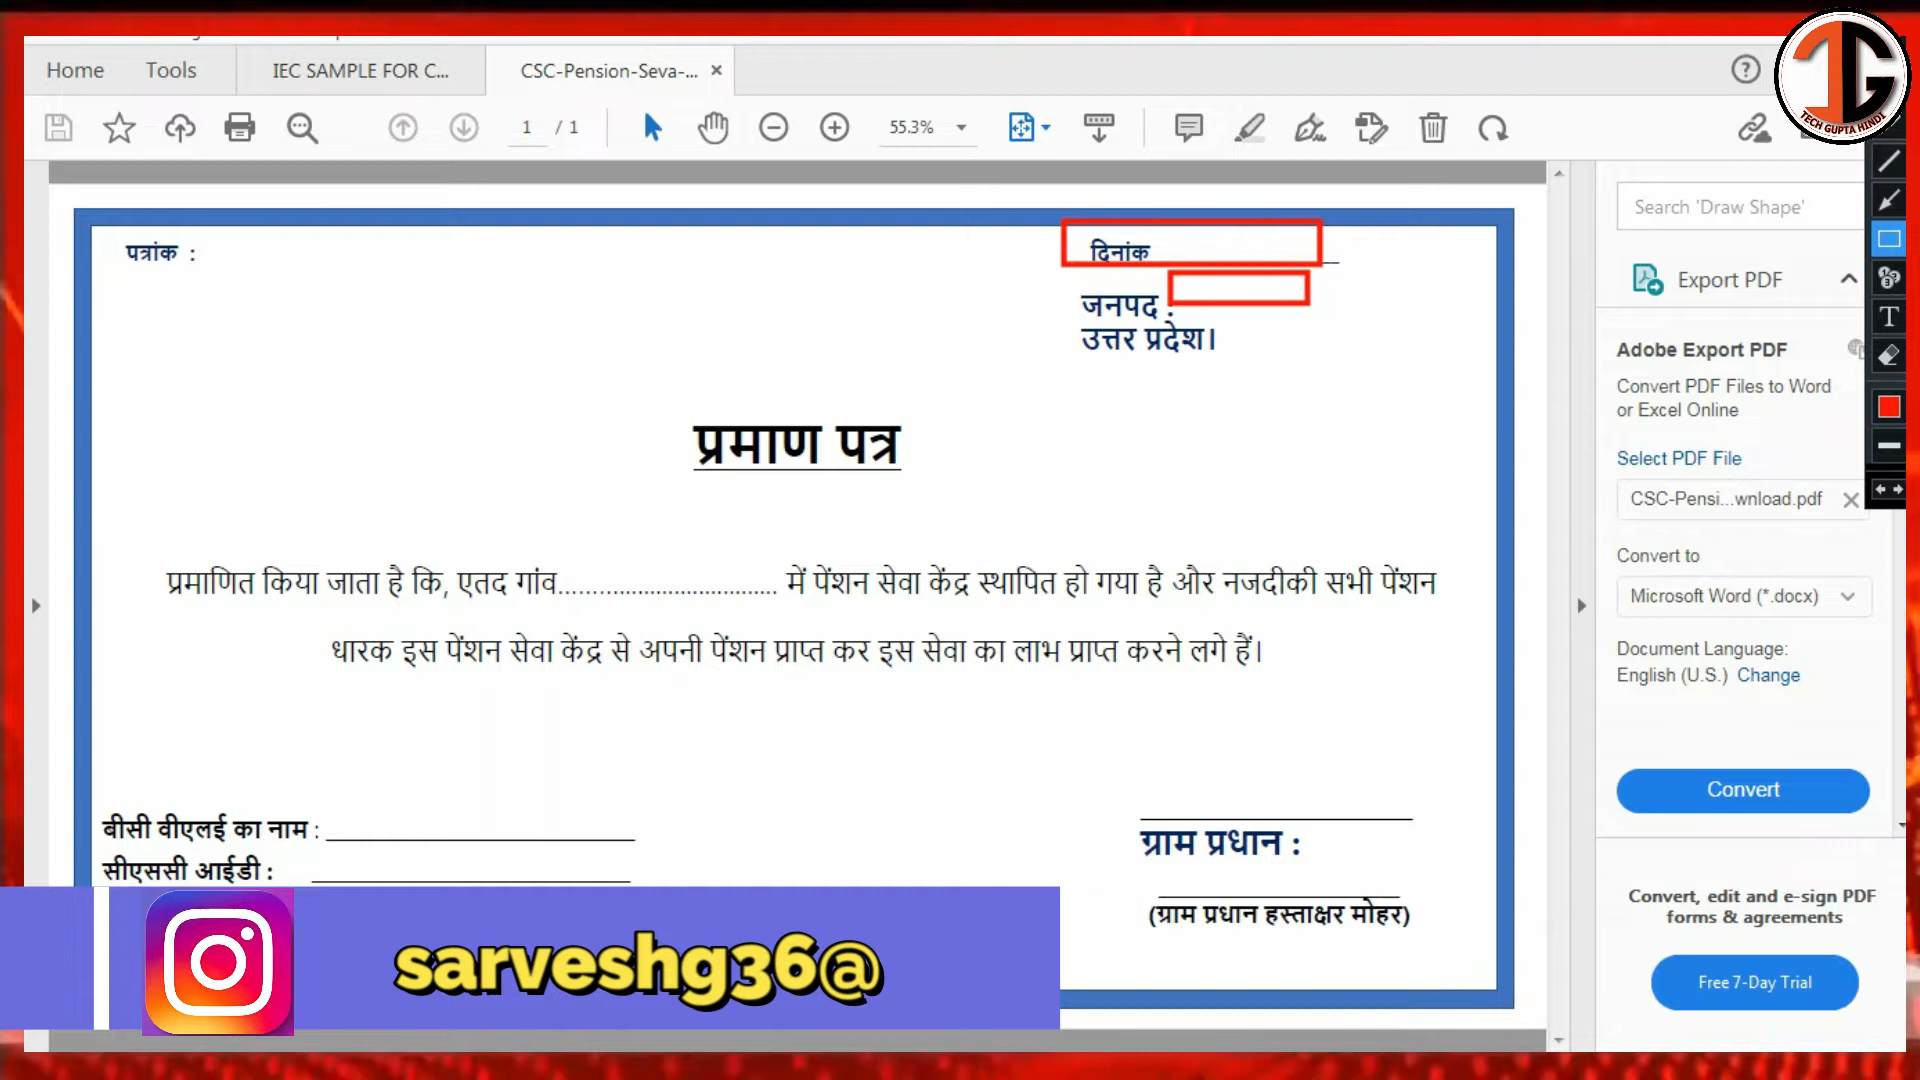 Home Tools IEC SAMPLE FOR C... CSC-Pension-Seva-...
TECH GUPTA HINDI
1 / 1 55.3%
Search 'Draw Shape'
पत्रांक :
दिनांक
जनपद :
उत्तर प्रदेश।
Export PDF
Adobe Export PDF
Convert PDF Files to Word
or Excel Online
Select PDF File
CSC-Pensi...wnload.pdf
Convert to
Microsoft Word (*.docx)
Document Language:
English (U.S.) Change
Convert
प्रमाण पत्र
प्रमाणित किया जाता है कि, एतद गांव................................ में पेंशन सेवा केंद्र स्थापित हो गया है और नजदीकी सभी पेंशन
धारक इस पेंशन सेवा केंद्र से अपनी पेंशन प्राप्त कर इस सेवा का लाभ प्राप्त करने लगे हैं।
बीसी वीएलई का नाम :
सीएससी आईडी :
ग्राम प्रधान :
(ग्राम प्रधान हस्ताक्षर मोहर)
Convert, edit and e-sign PDF
forms & agreements
Free 7-Day Trial
sarveshg36@